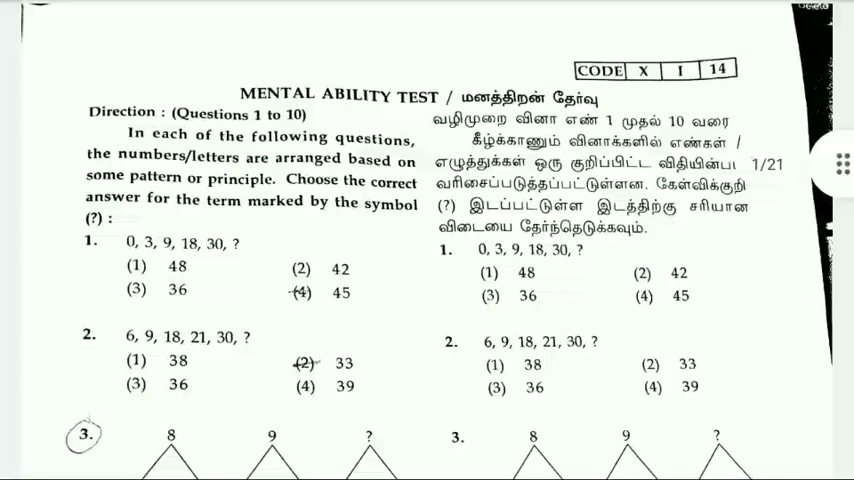 CODE X I 14
MENTAL ABILITY TEST / மனத்திறன் தேர்வு
Direction : (Questions 1 to 10)
In each of the following questions,
the numbers/letters are arranged based on
some pattern or principle. Choose the correct
answer for the term marked by the symbol
(?) :
1. 0, 3, 9, 18, 30, ?
(1) 48 (2) 42
(3) 36 (4) 45
2. 6, 9, 18, 21, 30, ?
(1) 38 (2) 33
(3) 36 (4) 39
3. 8 9 ?
வழிமுறை வினா எண் 1 முதல் 10 வரை
கீழ்க்காணும் வினாக்களில் எண்கள் /
எழுத்துக்கள் ஒரு குறிப்பிட்ட விதியின்ப
வரிசைப்படுத்தப்பட்டுள்ளன. கேள்விக்குறி
(?) இடப்பட்டுள்ள இடத்திற்கு சரியான
விடையை தேர்ந்தெடுக்கவும்.
1. 0, 3, 9, 18, 30, ?
(1) 48 (2) 42
(3) 36 (4) 45
2. 6, 9, 18, 21, 30, ?
(1) 38 (2) 33
(3) 36 (4) 39
3. 8 9 ?
1/21